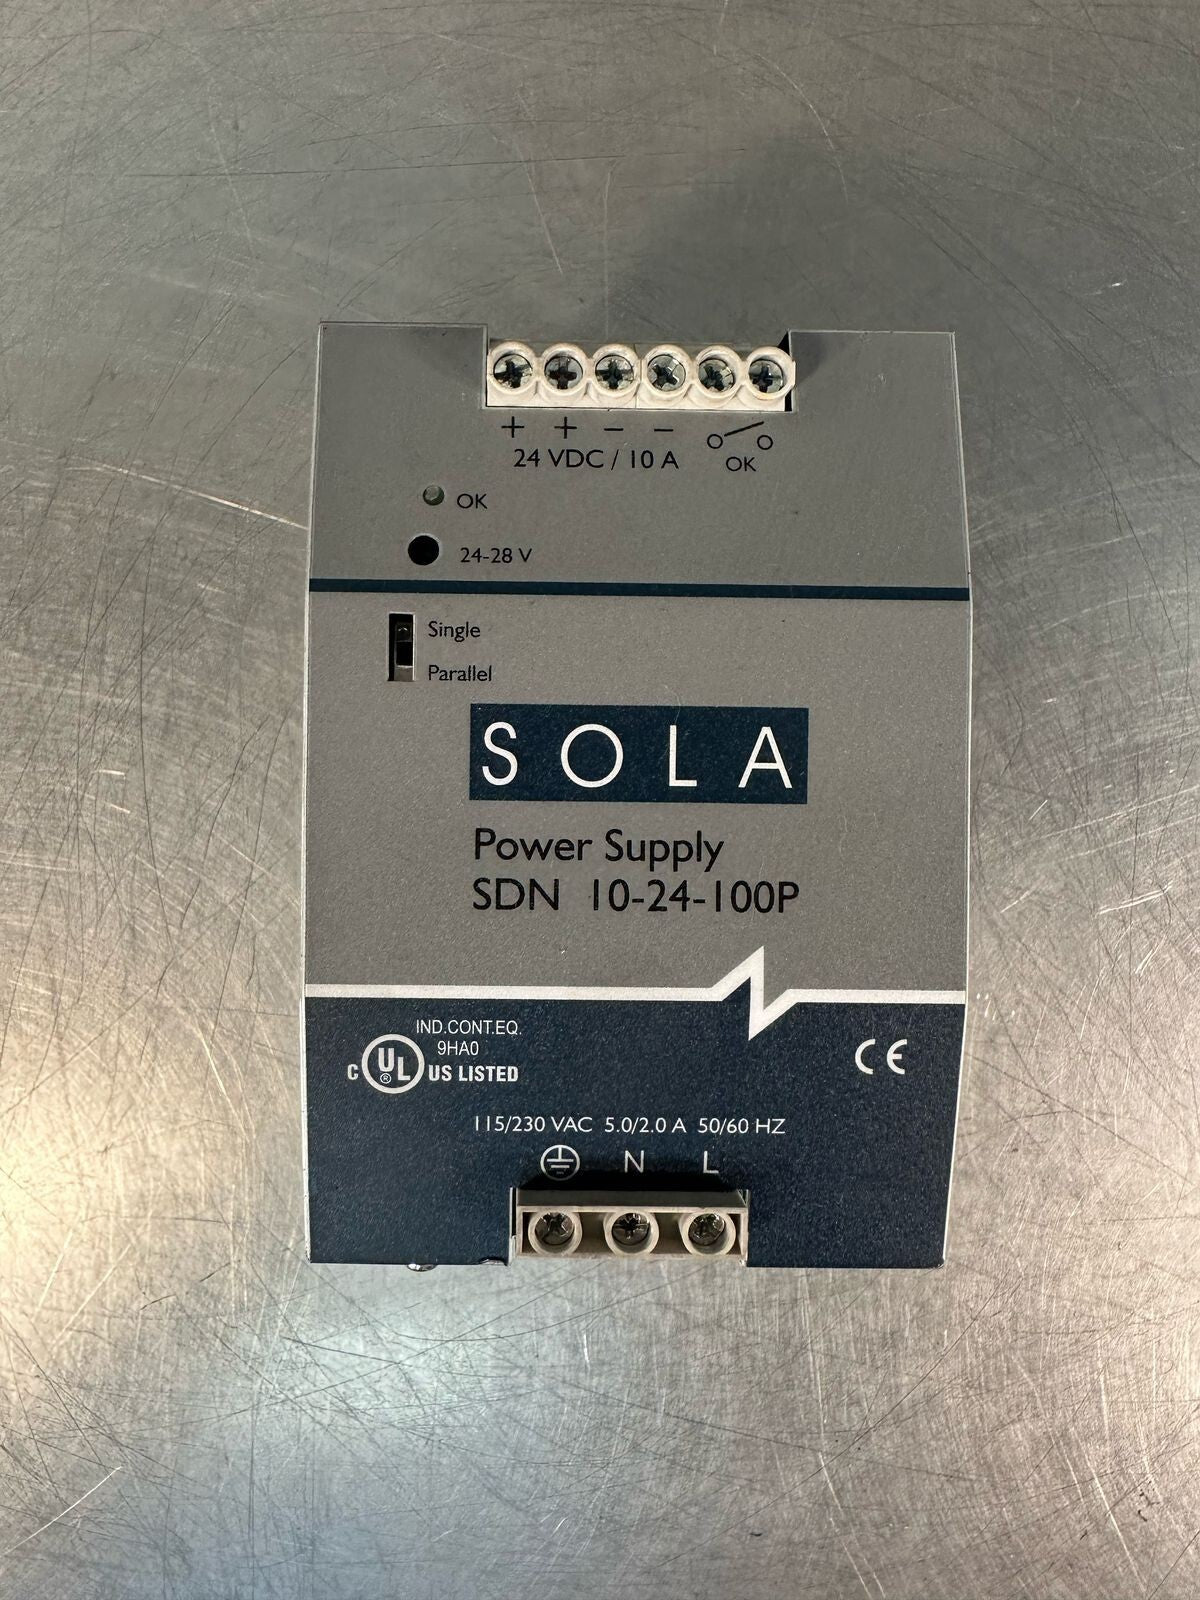 + + − −
24 VDC / 10 A
OK
OK
24-28 V
Single
Parallel
SOLA
Power Supply
SDN 10-24-100P
IND.CONT.EQ.
9HA0
C UL ® US LISTED
CE
115/230 VAC 5.0/2.0 A 50/60 HZ
N L